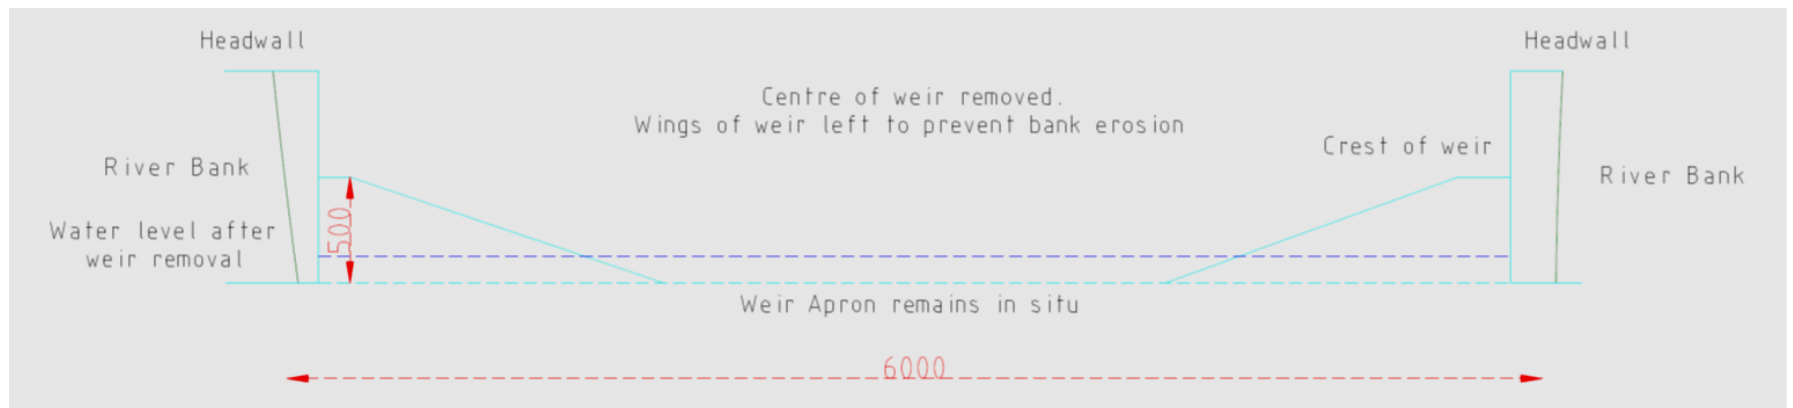 Headwall
Headwall
Centre of weir removed.
Wings of weir left to prevent bank erosion
Crest of weir
River Bank
River Bank
500
Water level after
weir removal
Weir Apron remains in situ
6000